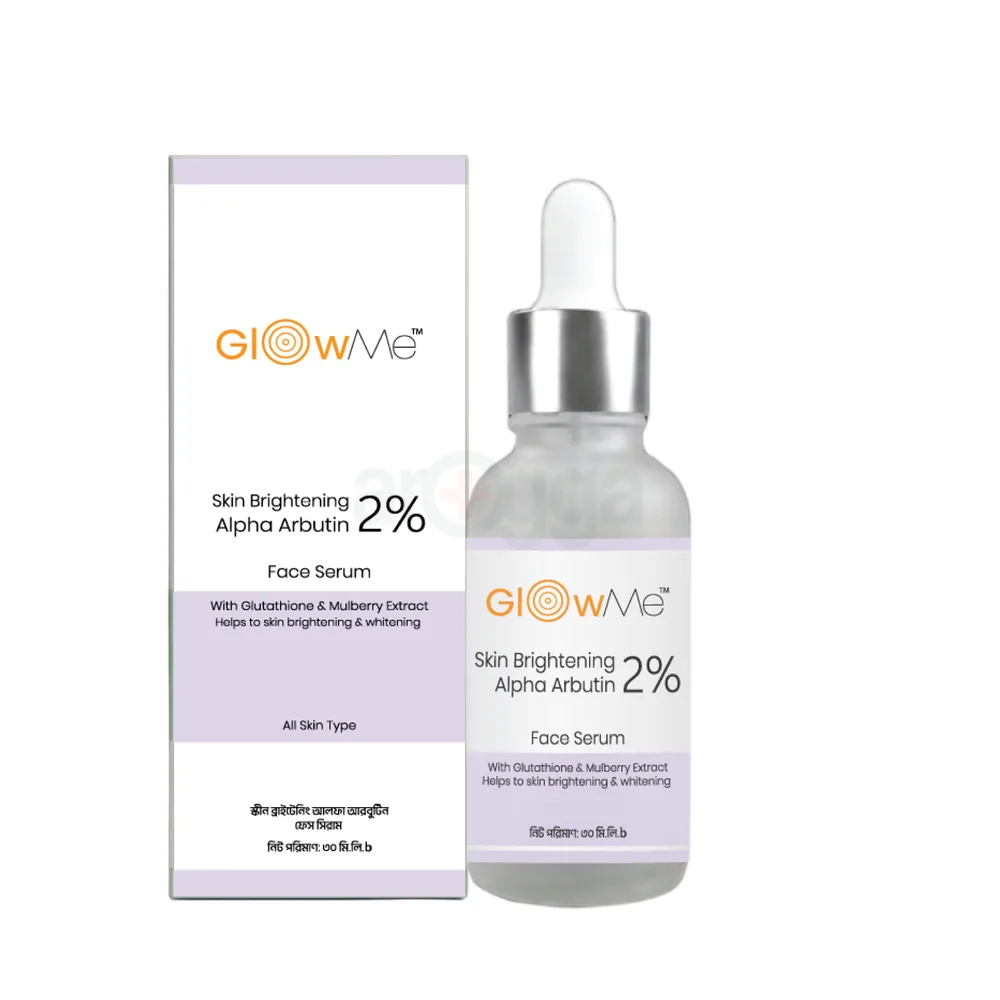 GlowMe™
Skin Brightening
Alpha Arbutin 2%
Face Serum
With Glutathione & Mulberry Extract
Helps to skin brightening & whitening
All Skin Type
স্কীন ব্রাইটেনিং আলফা আরবুটিন
ফেস সিরাম
নিট পরিমাণ: ৩০ মি.লি.b
arogga
GlowMe™
Skin Brightening
Alpha Arbutin 2%
Face Serum
With Glutathione & Mulberry Extract
Helps to skin brightening & whitening
নিট পরিমাণ: ৩০ মি.লি.b